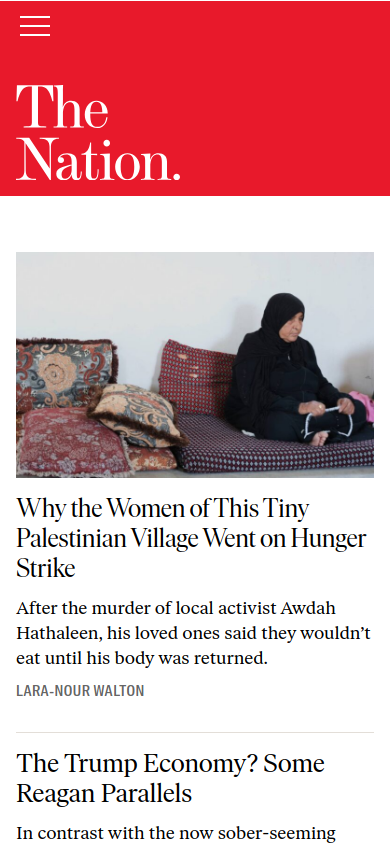 The
Nation.
Why the Women of This Tiny
Palestinian Village Went on Hunger
Strike
After the murder of local activist Awdah
Hathaleen, his loved ones said they wouldn’t
eat until his body was returned.
LARA-NOUR WALTON
The Trump Economy? Some
Reagan Parallels
In contrast with the now sober-seeming